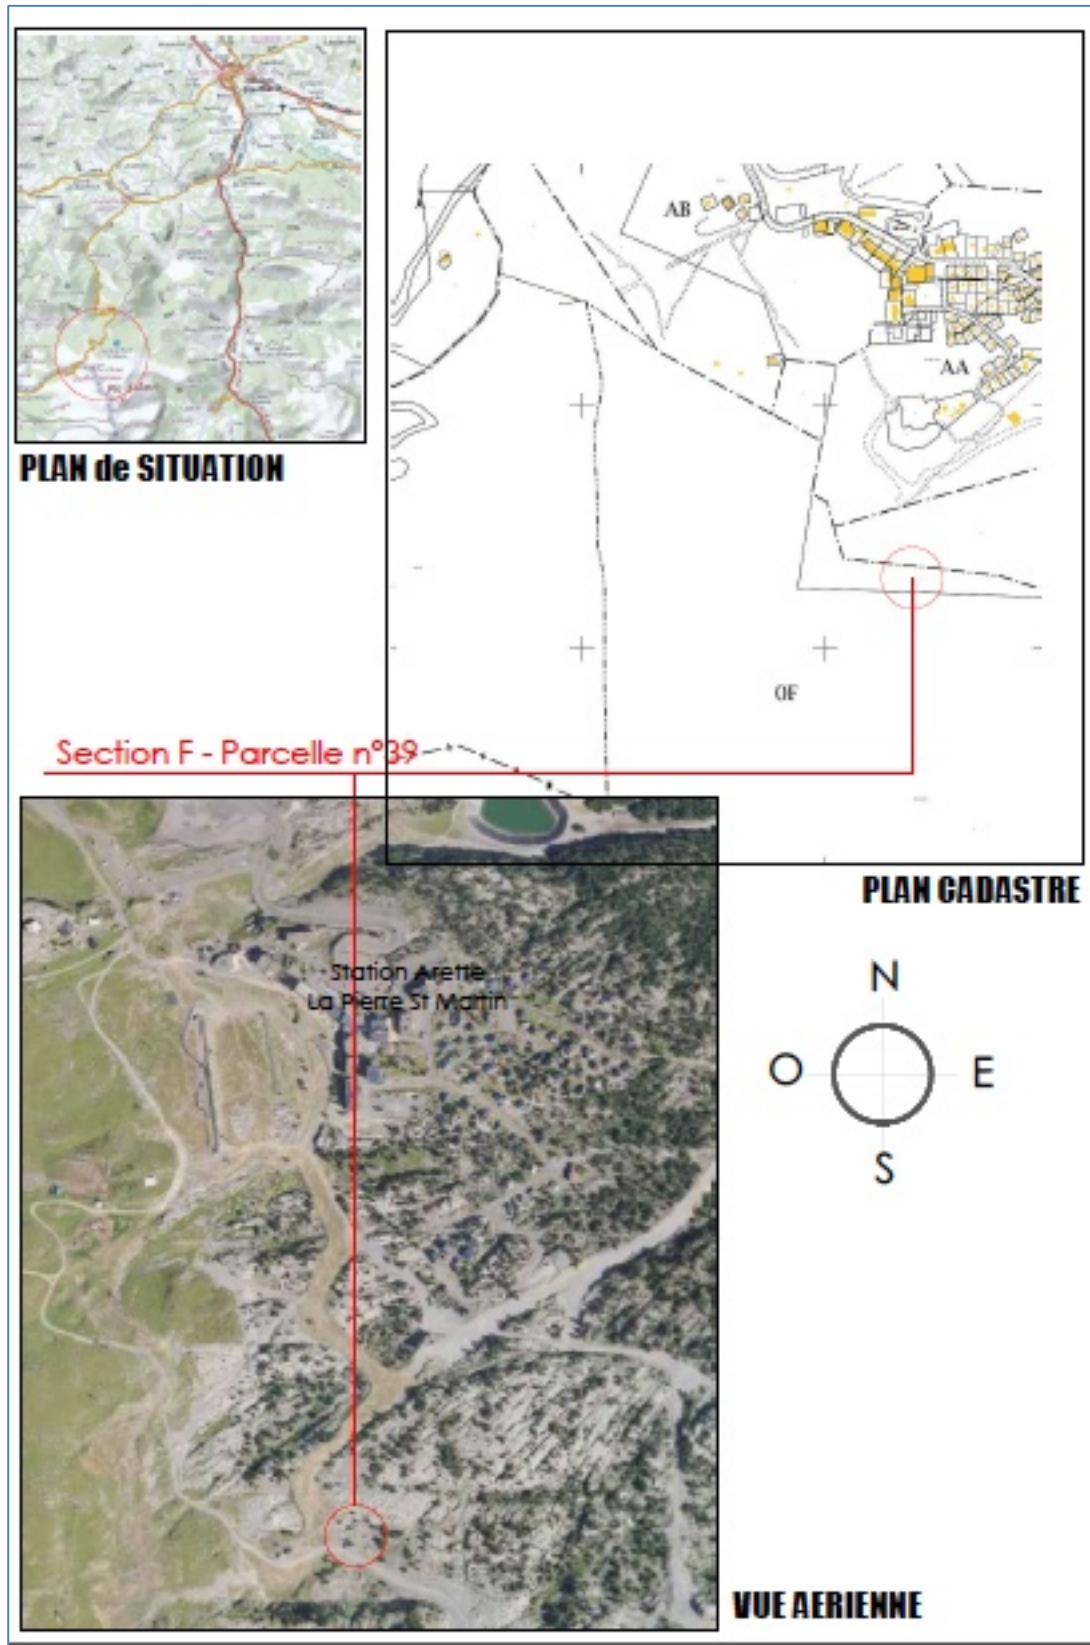 PLAN de SITUATION
AB
AA
OF
Section F - Parcelle n°39
PLAN CADASTRE
Station Arette
La Pierre St Martin
N
O
E
S
VUE AERIENNE